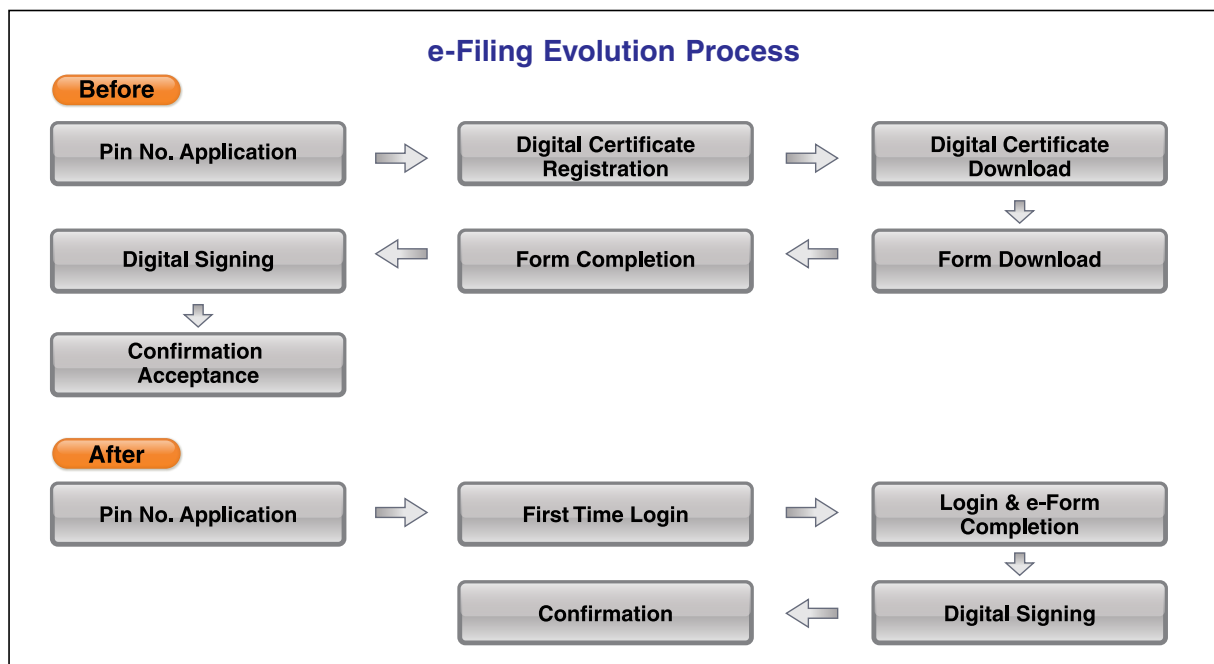 e-Filing Evolution Process
Before
Pin No. Application
Digital Certificate
Registration
Digital Certificate
Download
Form Download
Form Completion
Digital Signing
Confirmation
Acceptance
After
Pin No. Application
First Time Login
Login & e-Form
Completion
Digital Signing
Confirmation